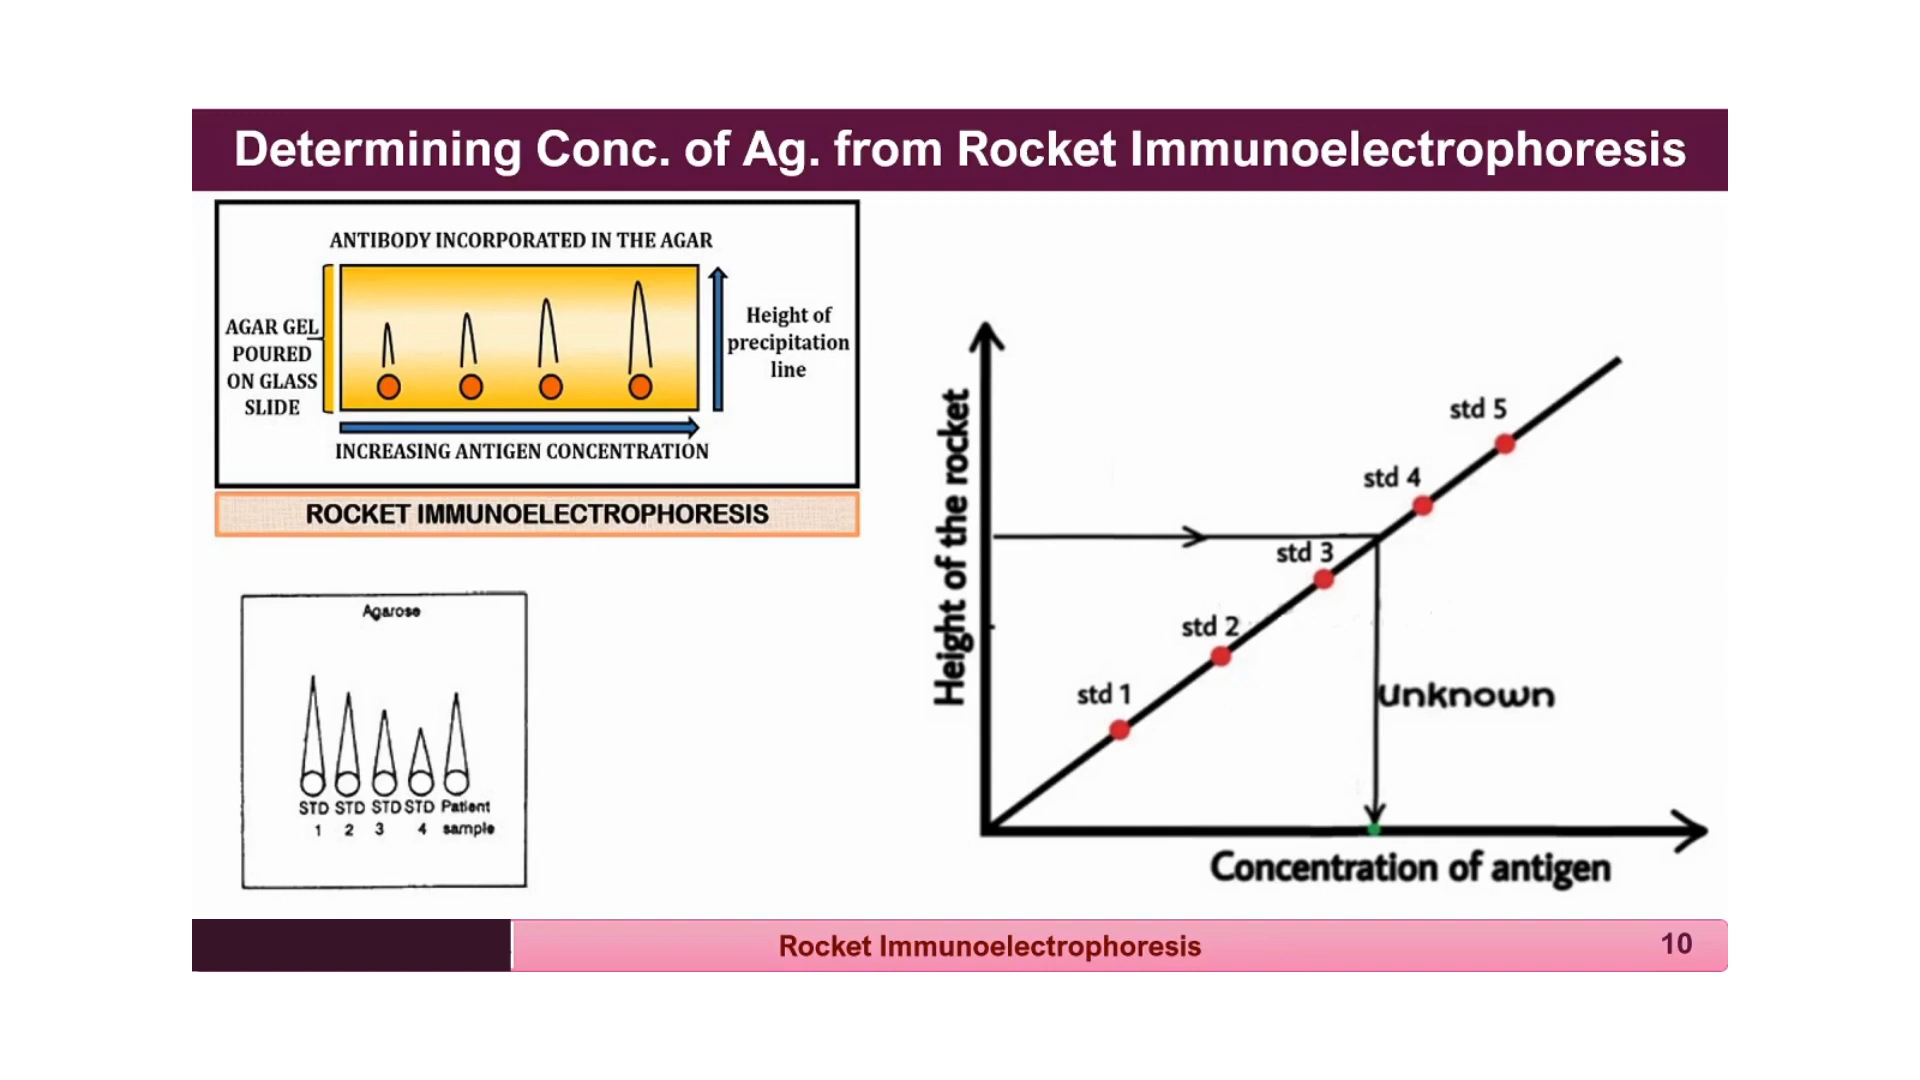 Determining Conc. of Ag. from Rocket Immunoelectrophoresis
ANTIBODY INCORPORATED IN THE AGAR
AGAR GEL
POURED
ON GLASS
SLIDE
Height of
precipitation
line
INCREASING ANTIGEN CONCENTRATION
ROCKET IMMUNOELECTROPHORESIS
Agarose
STD STD STD STD Patient
1 2 3 4 sample
Height of the rocket
std 5
std 4
std 3
std 2
std 1
Unknown
Concentration of antigen
Rocket Immunoelectrophoresis
10